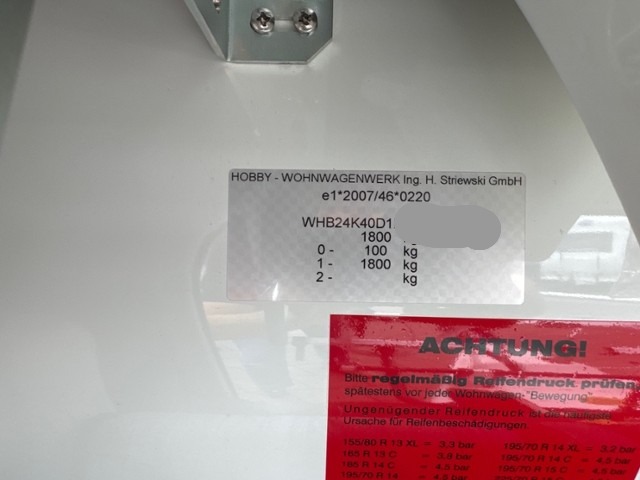 HOBBY - WOHNWAGENWERK Ing. H. Striewski GmbH
e1*2007/46*0220
WHB24K40D1
1800
0 - 100 kg
1 - 1800 kg
2 - kg
ACHTUNG!
Bitte regelmäßig Reifendruck prüfen
spätestens vor jeder Wohnwagen-"Bewegung"
Ungenügender Reifendruck ist die häufigste
Ursache für Reifenbeschädigungen.
155/80 R 13 XL = 3,3 bar 195/70 R 14 XL = 3,2 bar
165 R 13 C = 3,8 bar 195/70 R 14 C = 4,5 bar
185 R 14 C = 4,5 bar 195/70 R 15 C = 4,5 bar
195/70 R 14